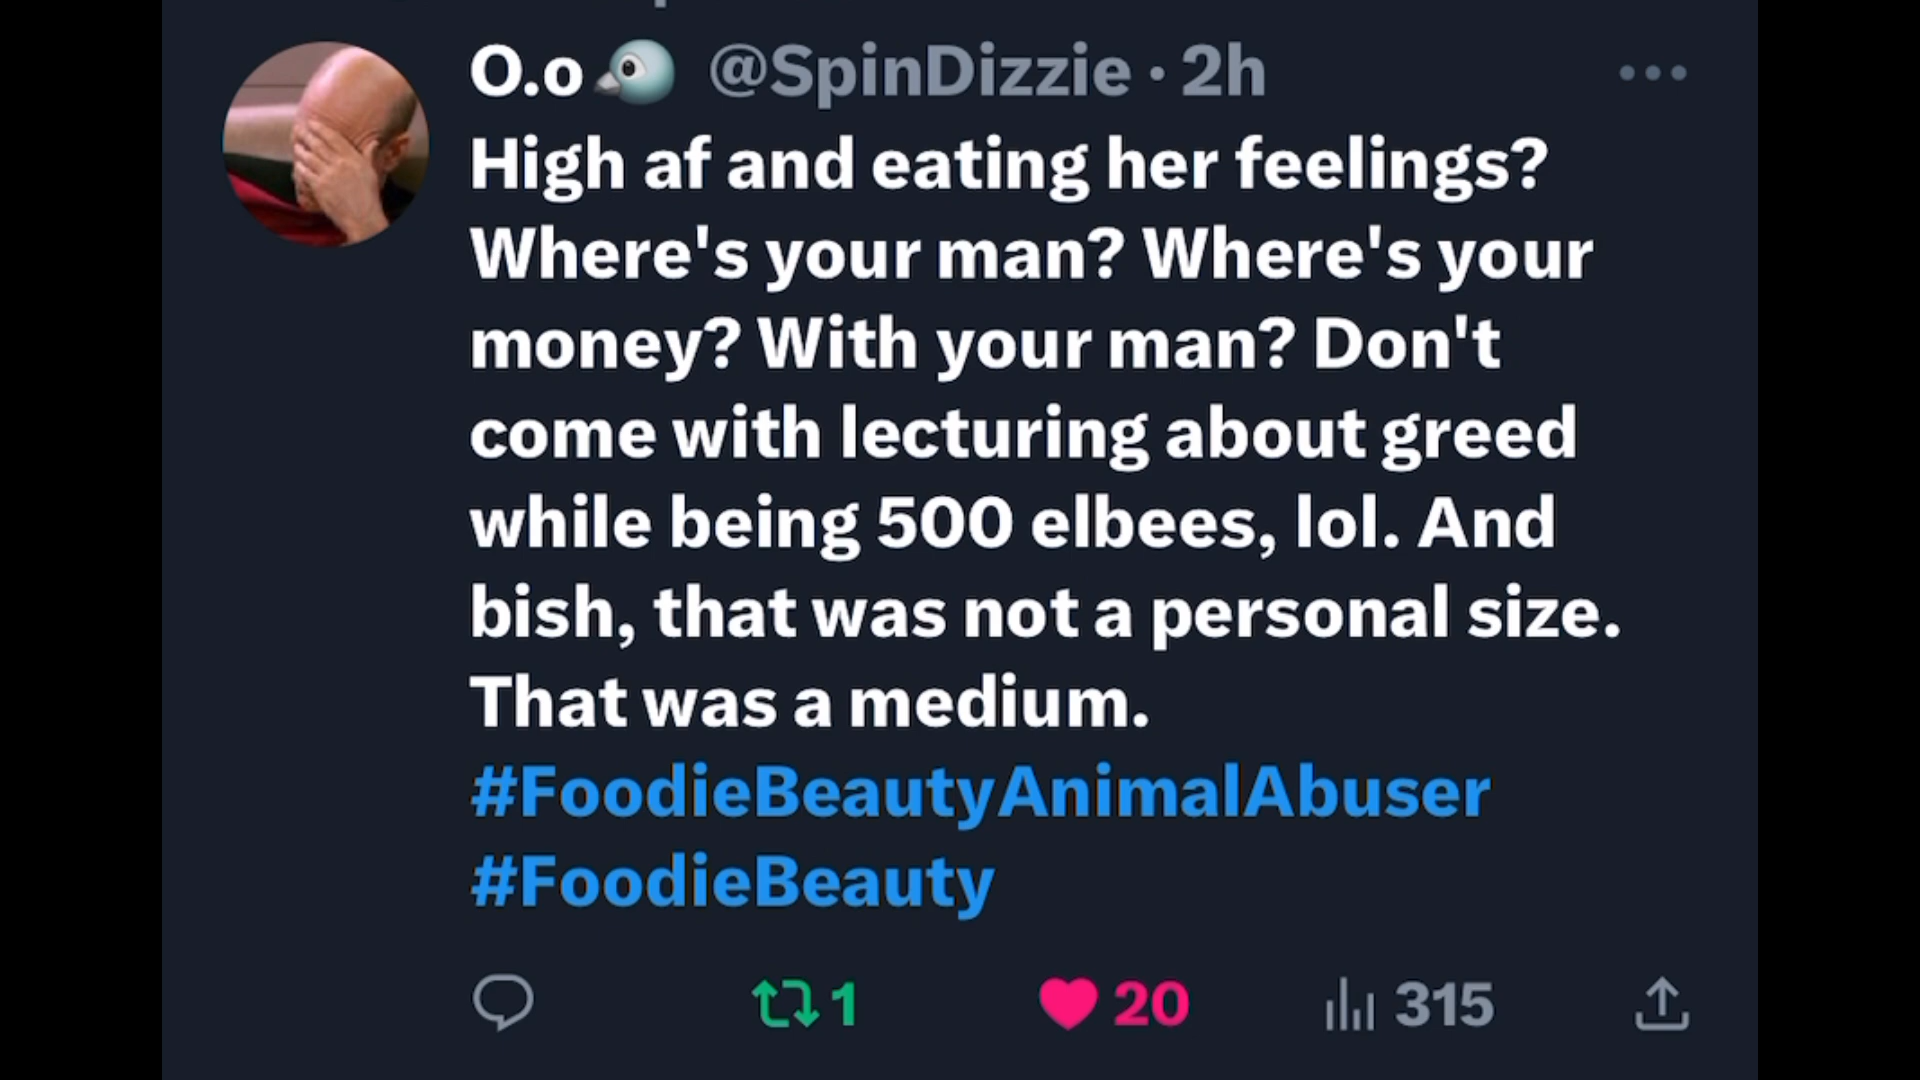 O.o @SpinDizzie · 2h
High af and eating her feelings?
Where's your man? Where's your
money? With your man? Don't
come with lecturing about greed
while being 500 elbees, lol. And
bish, that was not a personal size.
That was a medium.
#FoodieBeautyAnimalAbuser
#FoodieBeauty
1 20 315